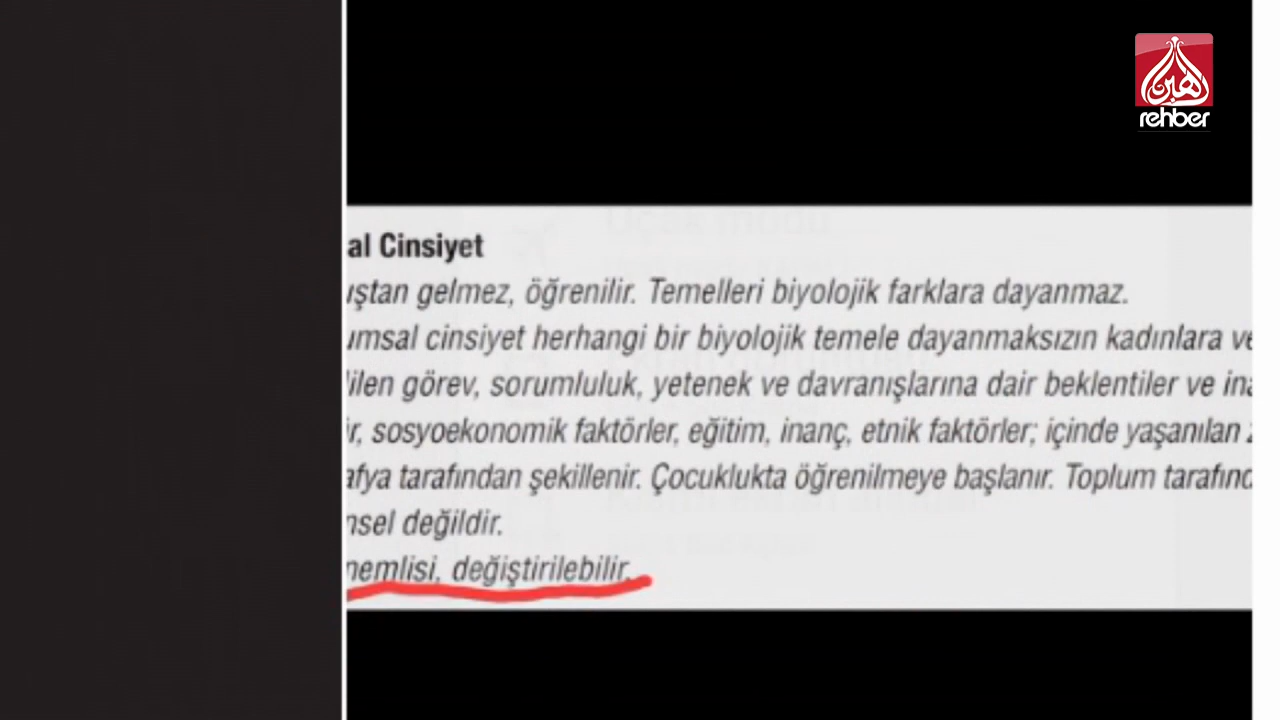 رهبر
rehber
al Cinsiyet
uştan gelmez, öğrenilir. Temelleri biyolojik farklara dayanmaz.
umsal cinsiyet herhangi bir biyolojik temele dayanmaksızın kadınlara ve
ilen görev, sorumluluk, yetenek ve davranışlarına dair beklentiler ve ina
ir, sosyoekonomik faktörler, eğitim, inanç, etnik faktörler; içinde yaşanılan
afya tarafından şekillenir. Çocuklukta öğrenilmeye başlanır. Toplum tarafınd
nsel değildir.
nemlisi, değiştirilebilir.